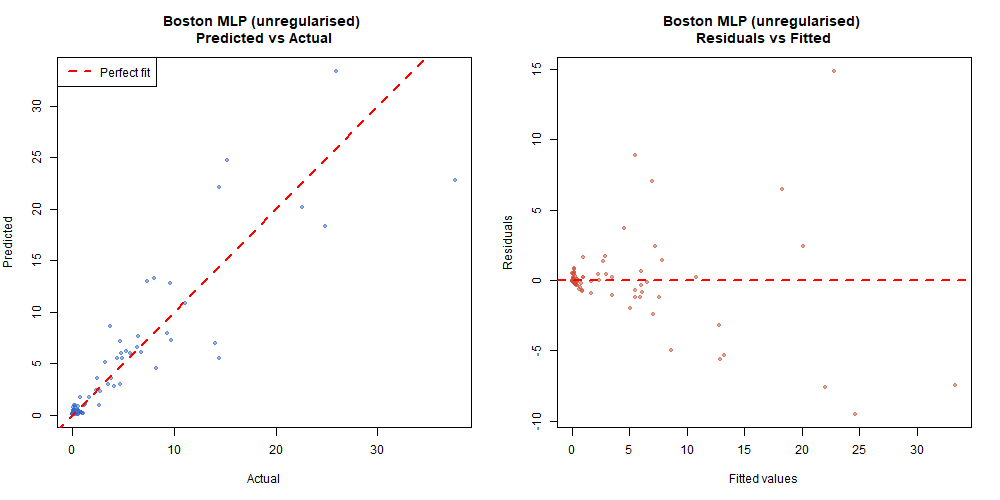 Boston MLP (unregularised)
Predicted vs Actual
Perfect fit
Predicted
0
5
10
15
20
25
30
0
10
20
30
Actual
Boston MLP (unregularised)
Residuals vs Fitted
Residuals
-10
-5
0
5
10
15
0
5
10
15
20
25
30
Fitted values